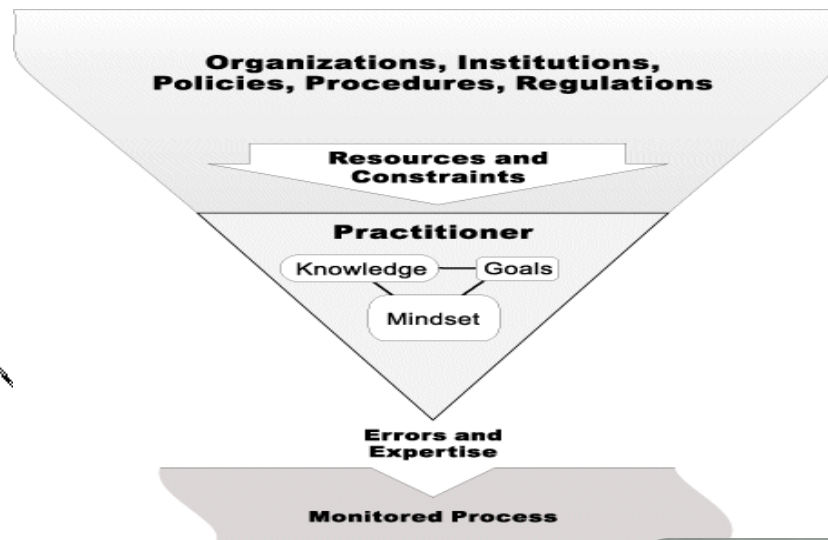 Organizations, Institutions,
Policies, Procedures, Regulations
Resources and
Constraints
Practitioner
Knowledge
Goals
Mindset
Errors and
Expertise
Monitored Process